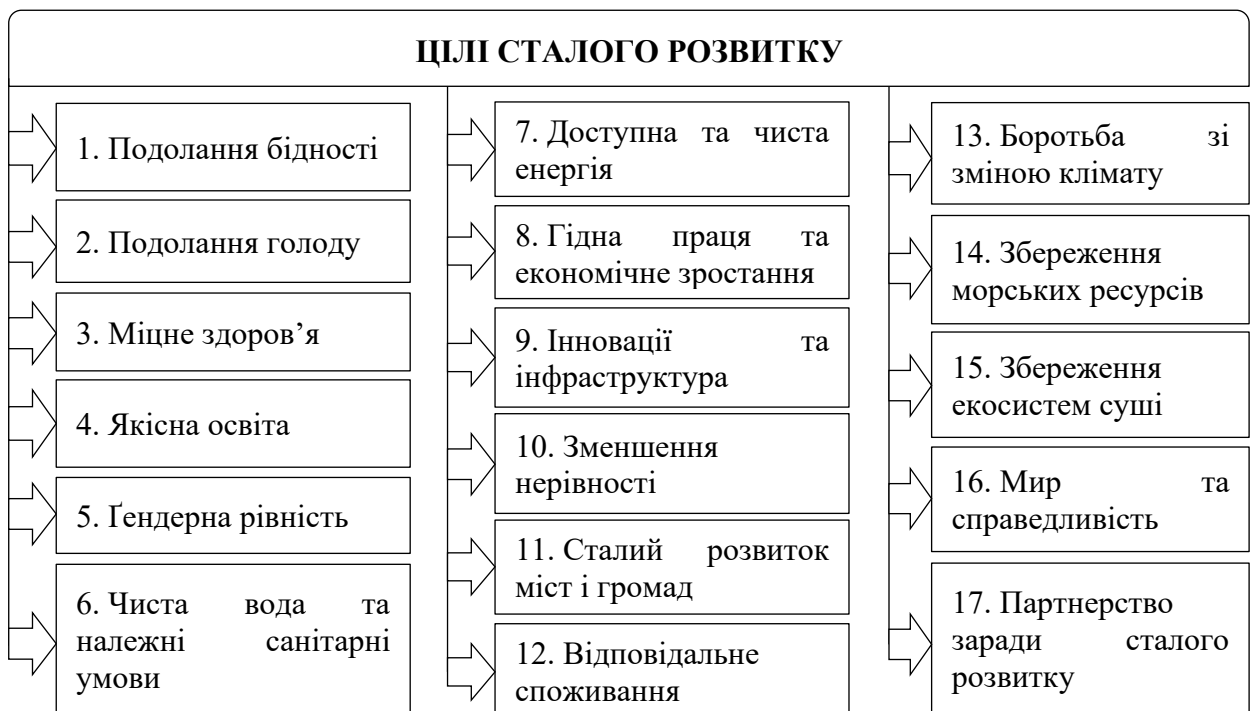 ЦІЛІ СТАЛОГО РОЗВИТКУ
1. Подолання бідності
2. Подолання голоду
3. Міцне здоров’я
4. Якісна освіта
5. Ґендерна рівність
6. Чиста вода та
належні санітарні
умови
7. Доступна та чиста
енергія
8. Гідна праця та
економічне зростання
9. Інновації та
інфраструктура
10. Зменшення
нерівності
11. Сталий розвиток
міст і громад
12. Відповідальне
споживання
13. Боротьба зі
зміною клімату
14. Збереження
морських ресурсів
15. Збереження
екосистем суші
16. Мир та
справедливість
17. Партнерство
заради сталого
розвитку